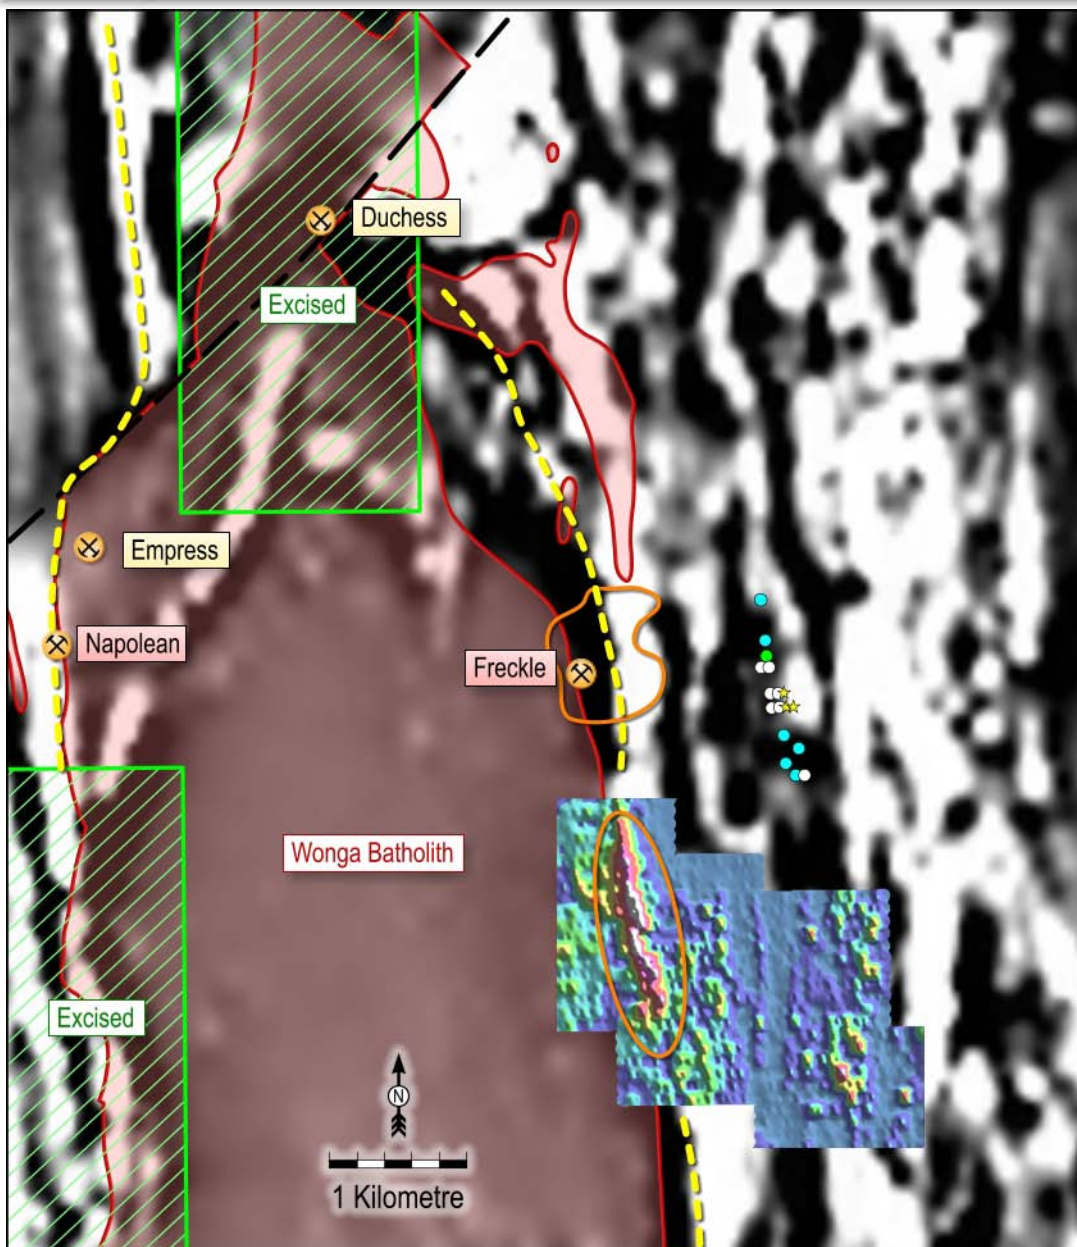 Duchess
Excised
Empress
Napolean
Freckle
Wonga Batholith
Excised
N
1 Kilometre